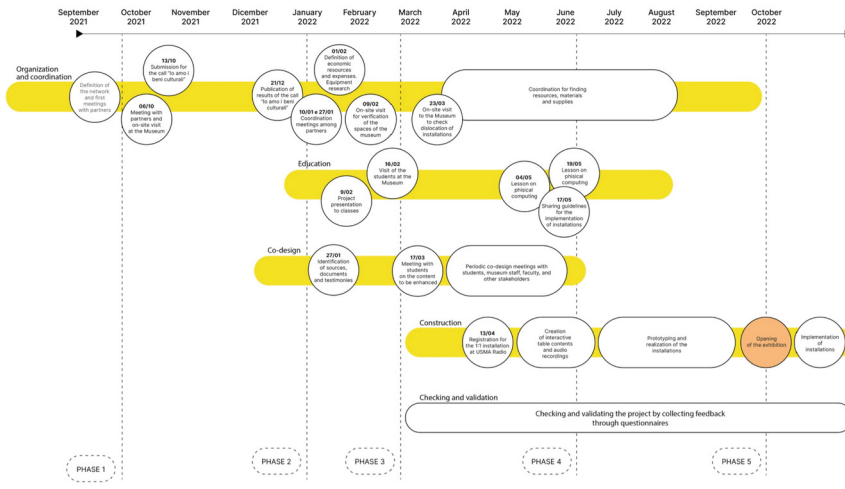 September
2021
October
2021
November
2021
Dicember
2021
January
2022
February
2022
March
2022
April
2022
May
2022
June
2022
July
2022
August
2022
September
2022
October
2022
Organization
and coordination
Definition of
the network
and first
meetings
with partners
06/10
Meeting with
partners and
on-site visit
at the Museum
13/10
Submission for
the call "Io amo i
beni culturali"
21/12
Publication of
results of the call
"Io amo i beni
culturali"
10/01 e 27/01
Coordination
meetings among
partners
01/02
Definition of
economic
resources
and expenses.
Equipment
research
09/02
On-site visit
for verification of
the spaces of the
museum
23/03
On-site visit
to the Museum
to check
dislocation of
installations
Coordination for finding
resources, materials
and supplies
Education
9/02
Project
presentation
to classes
16/02
Visit of the
students at the
Museum
04/05
Lesson on
phisical
computing
19/05
Lesson on
phisical
computing
17/05
Sharing guidelines
for the
implementation
of installations
Co-design
27/01
Identification
of sources,
documents
and testimonies
17/03
Meeting with
students
on the content
to be enhanced
Periodic co-design meetings with
students, museum staff, faculty, and
other stakeholders
Construction
13/04
Registration for
the 1:1 installation
at USMA Radio
Creation
of interactive
table contents
and audio
recordings
Prototyping and
realization of the
installations
Opening
of the exhibition
Implementation
of
installations
Checking and validation
Checking and validating the project by collecting feedback
through questionnaires
PHASE 1
PHASE 2
PHASE 3
PHASE 4
PHASE 5